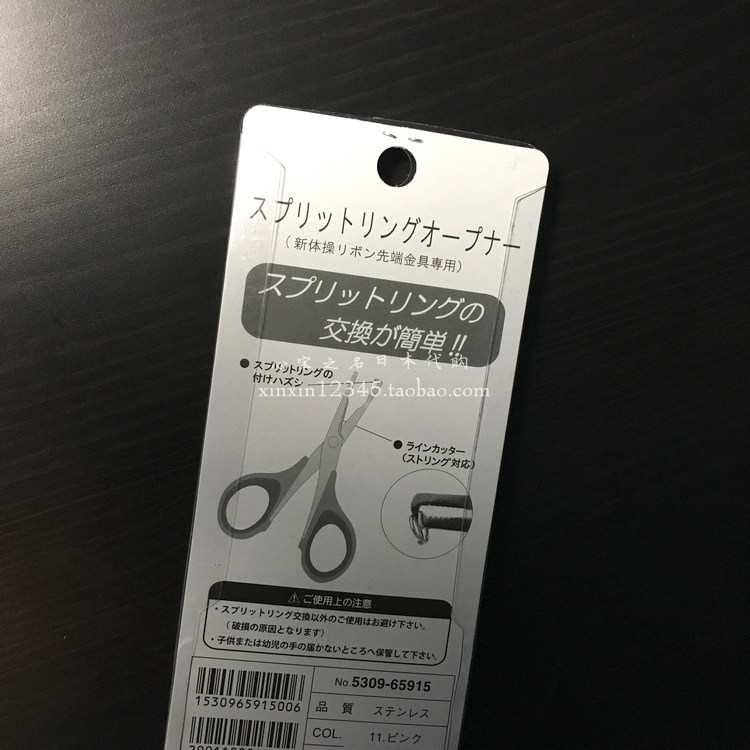 スプリットリングオープナー
(新体操リボン先端金具専用)
スプリットリングの
交換が簡単!!
之名日本代购
xinxin12345.taobao.com
●スプリットリングの
付けハズシ
●ラインカッター
(ストリング対応)
⚠ご使用上の注意
・スプリットリング交換以外のご使用はお避け下さい。
(破損の原因となります)
・子供または幼児の手の届かないところへ保管して下さい。
No.5309-65915
1530965915006
品質 ステンレス
COL. 11.ピンク